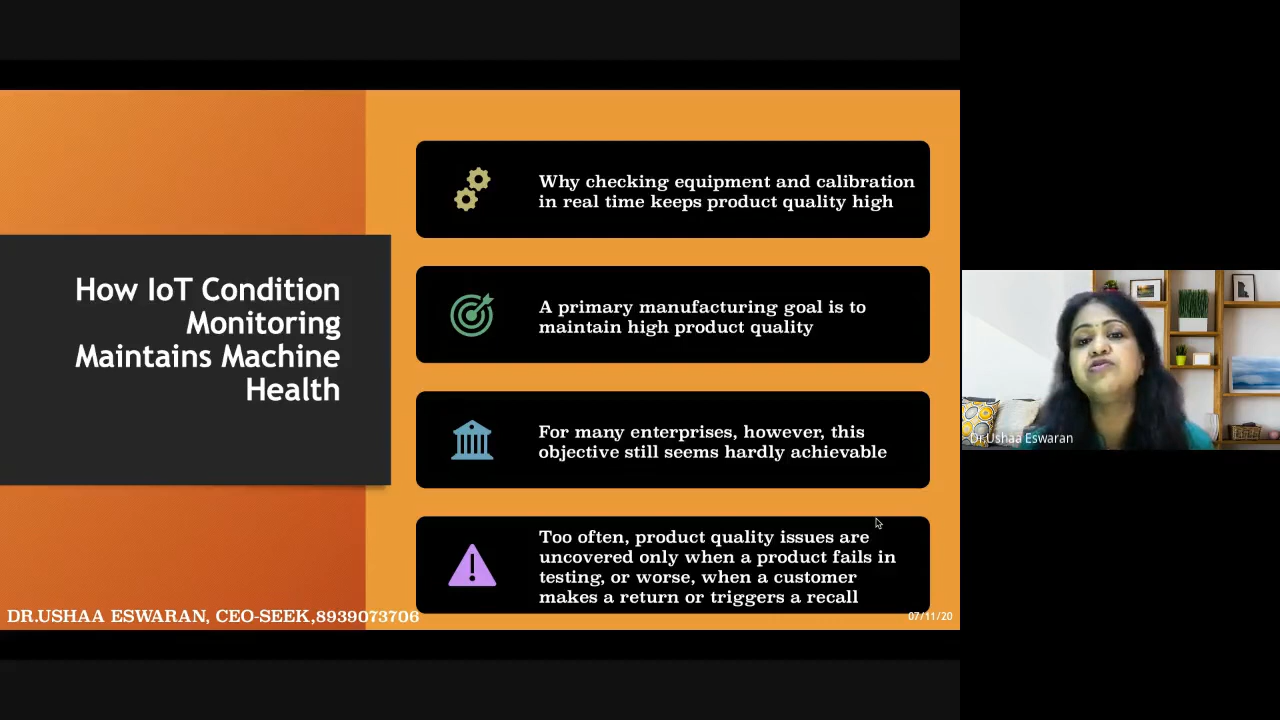 How IoT Condition
Monitoring
Maintains Machine
Health
Why checking equipment and calibration
in real time keeps product quality high
A primary manufacturing goal is to
maintain high product quality
For many enterprises, however, this
objective still seems hardly achievable
Too often, product quality issues are
uncovered only when a product fails in
testing, or worse, when a customer
makes a return or triggers a recall
DR.USHAA ESWARAN, CEO-SEEK,8939073706
07/11/20
Dr.Ushaa Eswaran